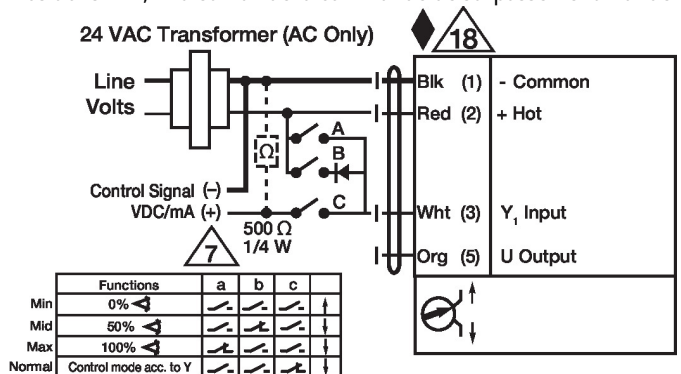 24 VAC Transformer (AC Only)
18
Line
Volts
Blk (1) - Common
Red (2) + Hot
A
Ω
B
Control Signal (–)
VDC/mA (+)
C
Wht (3) Y1 Input
500 Ω
1/4 W
7
Org (5) U Output
Functions a b c
Min 0%
Mid 50%
Max 100%
Normal Control mode acc. to Y